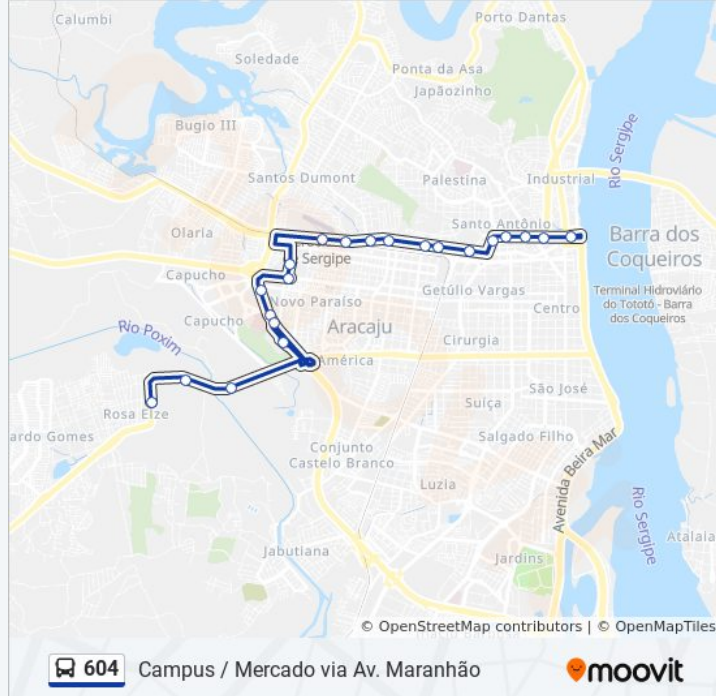 Calumbi
Porto Dantas
Soledade
Ponta da Asa
Japãozinho
Bugio III
Rio Sergipe
Santos Dumont
Palestina
Industrial
Olaria
Santo Antônio
Barra dos
Coqueiros
Sergipe
Capucho
Getúlio Vargas
Terminal Hidroviário
do Tototó - Barra
dos Coqueiros
Novo Paraíso
Centro
Capucho
Rio Poxim
Aracaju
Cirurgia
América
São José
Rosa Elze
Suíça
ardo Gomes
Salgado Filho
Conjunto
Castelo Branco
Avenida Beira Mar
Luzia
Rio Sergipe
Atalaia
Jabutiana
Jardins
© OpenStreetMap contributors | © OpenMapTiles
604 Campus / Mercado via Av. Maranhão
moovit